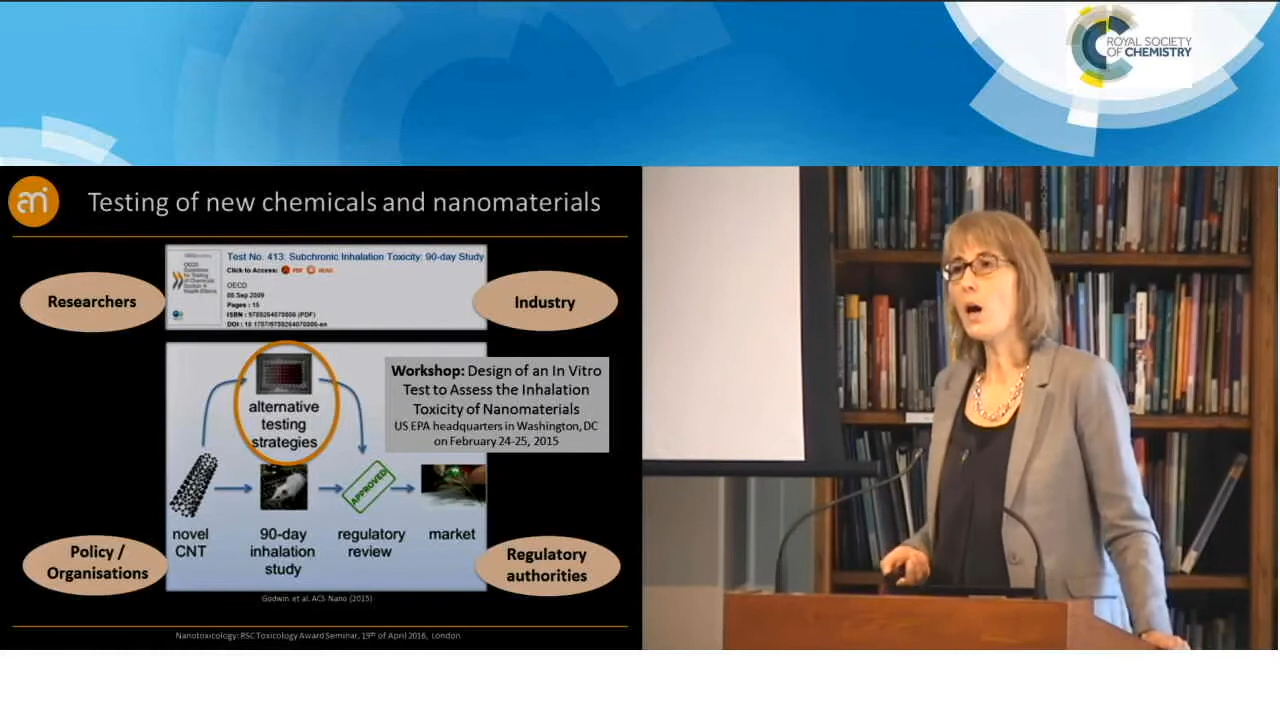 ROYAL SOCIETY
OF CHEMISTRY
Testing of new chemicals and nanomaterials
Test No. 413: Subchronic Inhalation Toxicity: 90-day Study
Click to Access: PDF READ
OECD
Pages : 15
Researchers
Industry
Workshop: Design of an In Vitro
Test to Assess the Inhalation
Toxicity of Nanomaterials
US EPA headquarters in Washington, DC
on February 24-25, 2015
alternative
testing
strategies
APPROVED
novel
CNT
90-day
inhalation
study
regulatory
review
market
Policy /
Organisations
Regulatory
authorities
Godwin et al. ACS Nano (2015)
Nanotoxicology: RSC Toxicology Award Seminar, 19th of April 2016, London